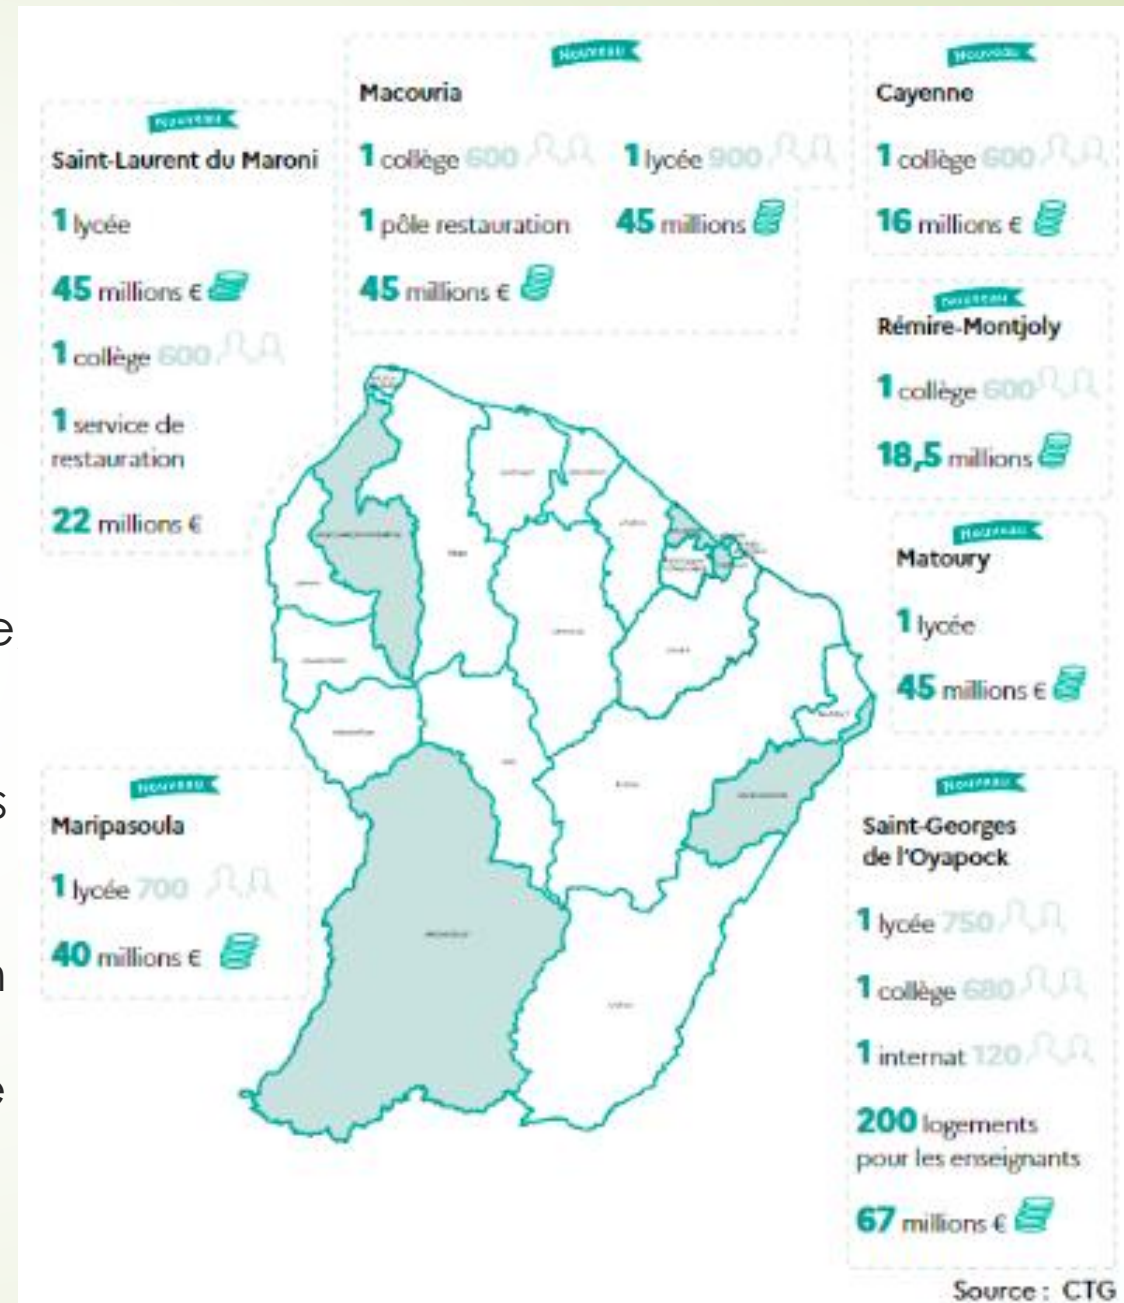 Nouveau
Saint-Laurent du Maroni
1 lycée
45 millions €
1 collège 600
1 service de
restauration
22 millions €
Nouveau
Macouria
1 collège 600 1 lycée 900
1 pôle restauration 45 millions
45 millions €
Nouveau
Cayenne
1 collège 600
16 millions €
Nouveau
Rémire-Montjoly
1 collège 600
18,5 millions
Nouveau
Matoury
1 lycée
45 millions €
Nouveau
Maripasoula
1 lycée 700
40 millions €
Nouveau
Saint-Georges
de l'Oyapock
1 lycée 750
1 collège 680
1 internat 120
200 logements
pour les enseignants
67 millions €
Source : CTG